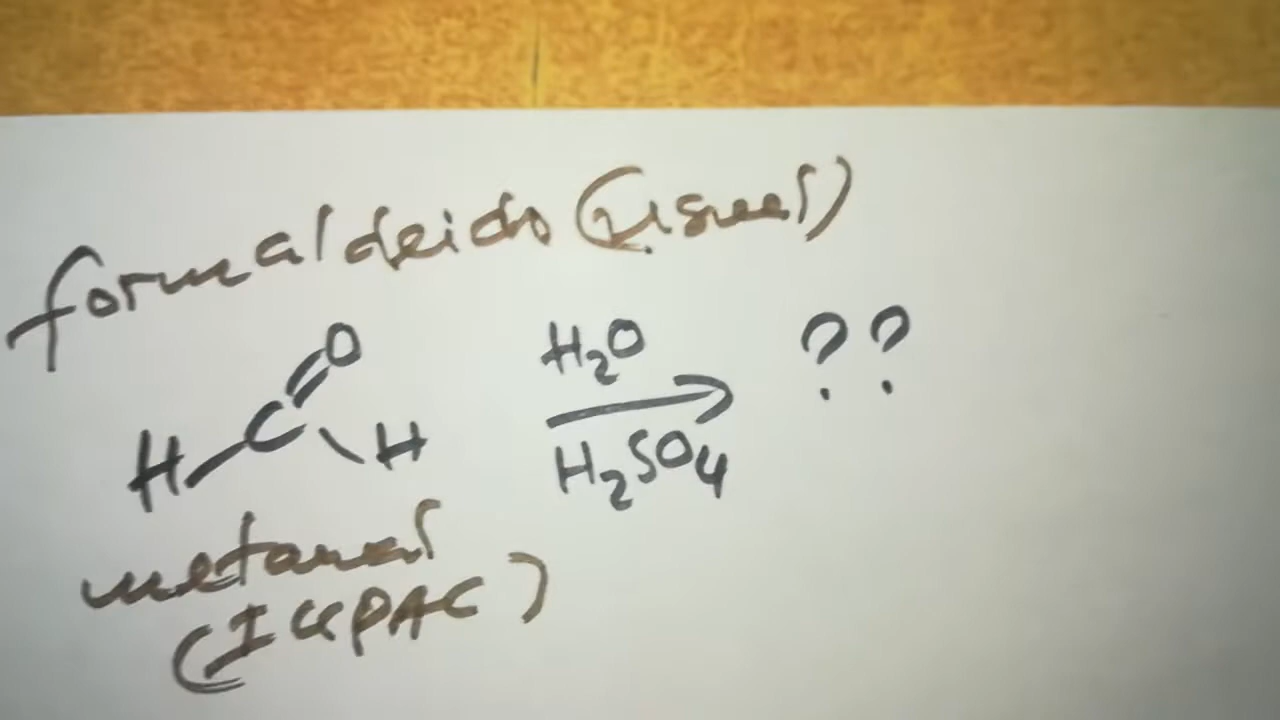 formaldeido (usual)
O
H C H
H2O
H2SO4
? ?
metanal
(IUPAC)